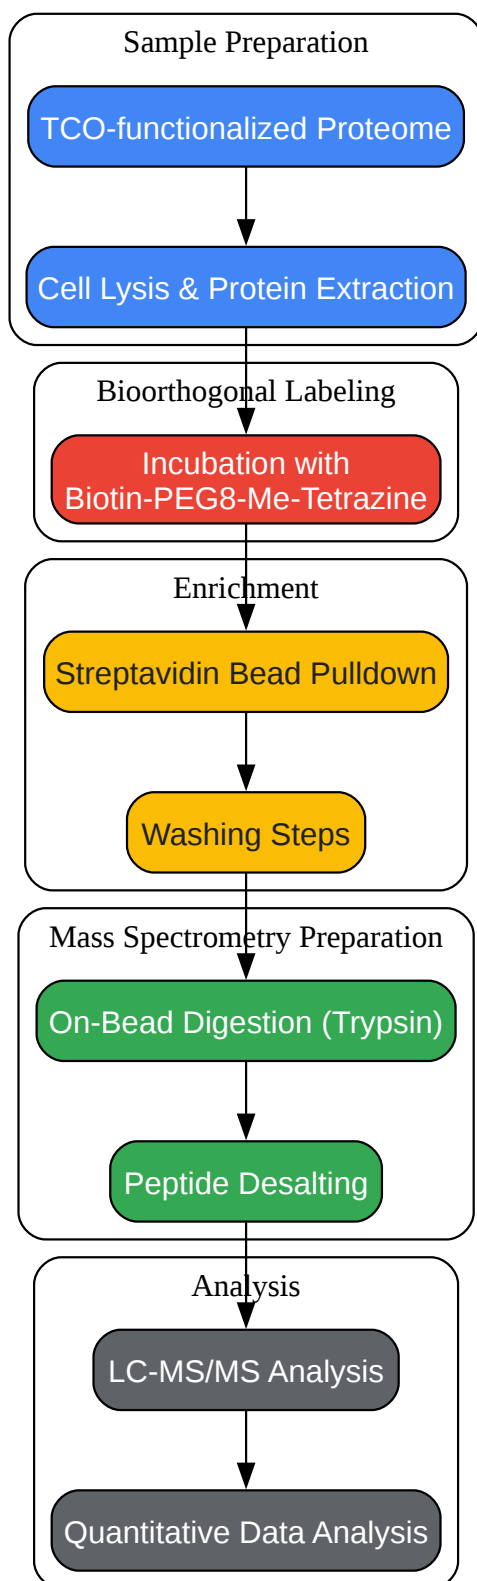 Sample Preparation
TCO-functionalized Proteome
Cell Lysis & Protein Extraction
Bioorthogonal Labeling
Incubation with
Biotin-PEG8-Me-Tetrazine
Enrichment
Streptavidin Bead Pulldown
Washing Steps
Mass Spectrometry Preparation
On-Bead Digestion (Trypsin)
Peptide Desalting
Analysis
LC-MS/MS Analysis
Quantitative Data Analysis